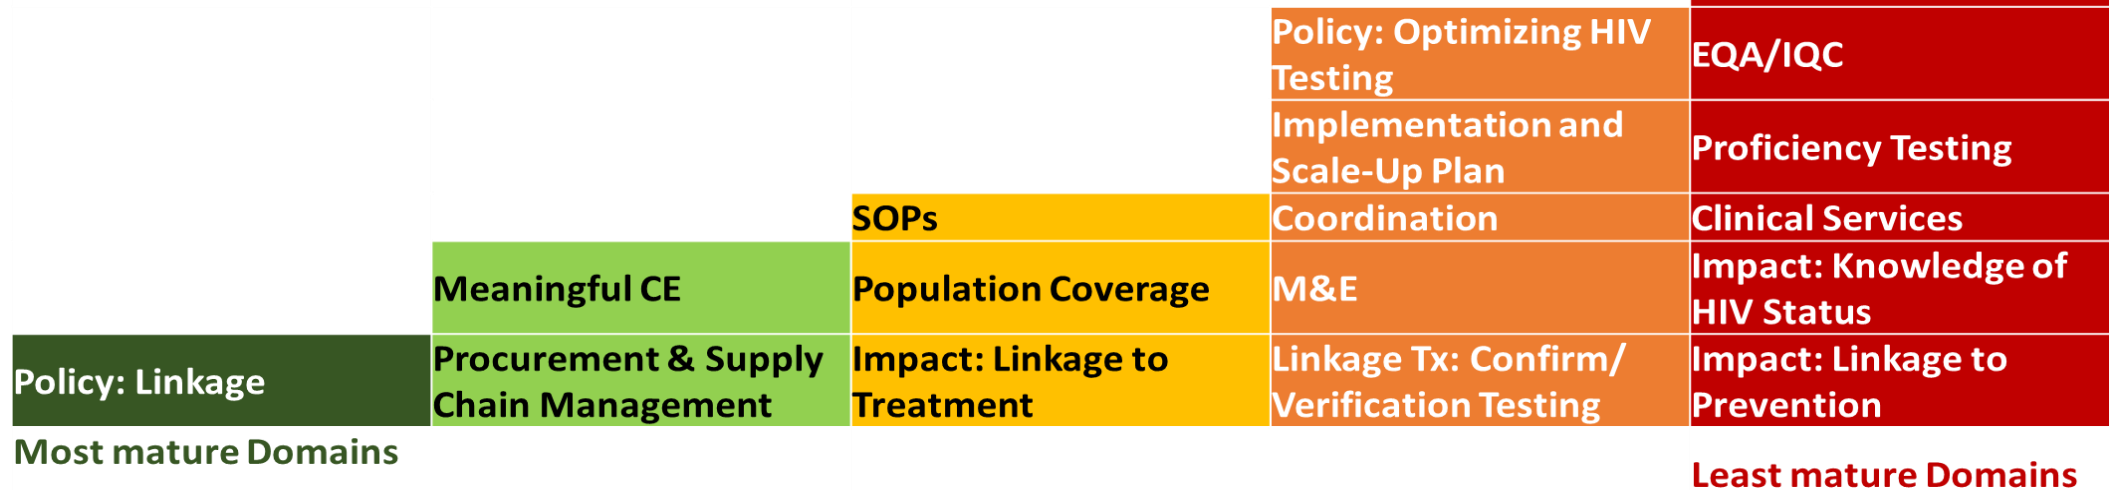 Policy: Optimizing HIV
Testing
EQA/IQC
Implementation and
Scale-Up Plan
Proficiency Testing
SOPs
Coordination
Clinical Services
Meaningful CE
Population Coverage
M&E
Impact: Knowledge of
HIV Status
Policy: Linkage
Procurement & Supply
Chain Management
Impact: Linkage to
Treatment
Linkage Tx: Confirm/
Verification Testing
Impact: Linkage to
Prevention
Most mature Domains
Least mature Domains